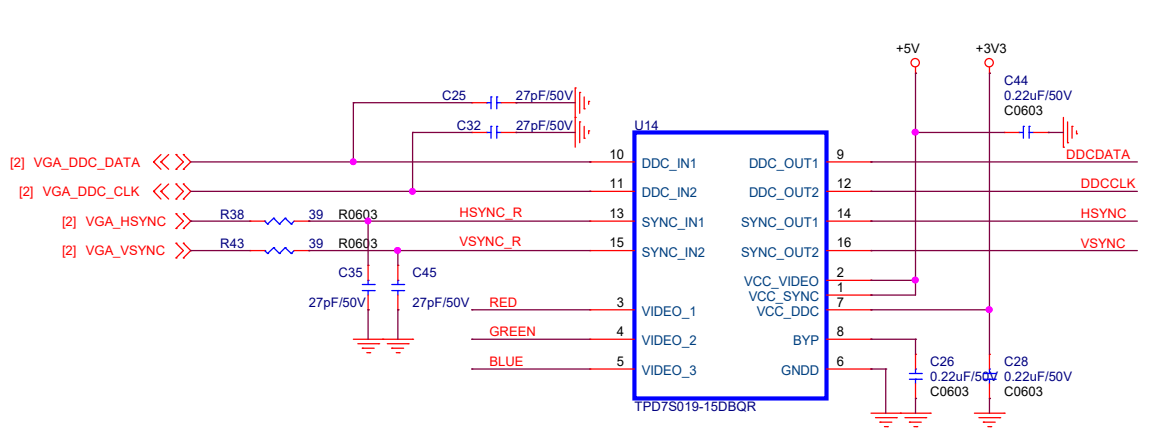 +5V
+3V3
C44
0.22uF/50V
C0603
C25
27pF/50V
C32
27pF/50V
U14
[2] VGA_DDC_DATA
10
DDC_IN1
DDC_OUT1
9
DDCDATA
[2] VGA_DDC_CLK
11
DDC_IN2
DDC_OUT2
12
DDCCLK
[2] VGA_HSYNC
R38
39
R0603
HSYNC_R
13
SYNC_IN1
SYNC_OUT1
14
HSYNC
[2] VGA_VSYNC
R43
39
R0603
VSYNC_R
15
SYNC_IN2
SYNC_OUT2
16
VSYNC
C35
C45
27pF/50V
27pF/50V
VCC_VIDEO
2
VCC_SYNC
1
RED
3
VIDEO_1
VCC_DDC
7
GREEN
4
VIDEO_2
BYP
8
BLUE
5
VIDEO_3
GNDD
6
C26
0.22uF/50V
C0603
C28
0.22uF/50V
C0603
TPD7S019-15DBQR